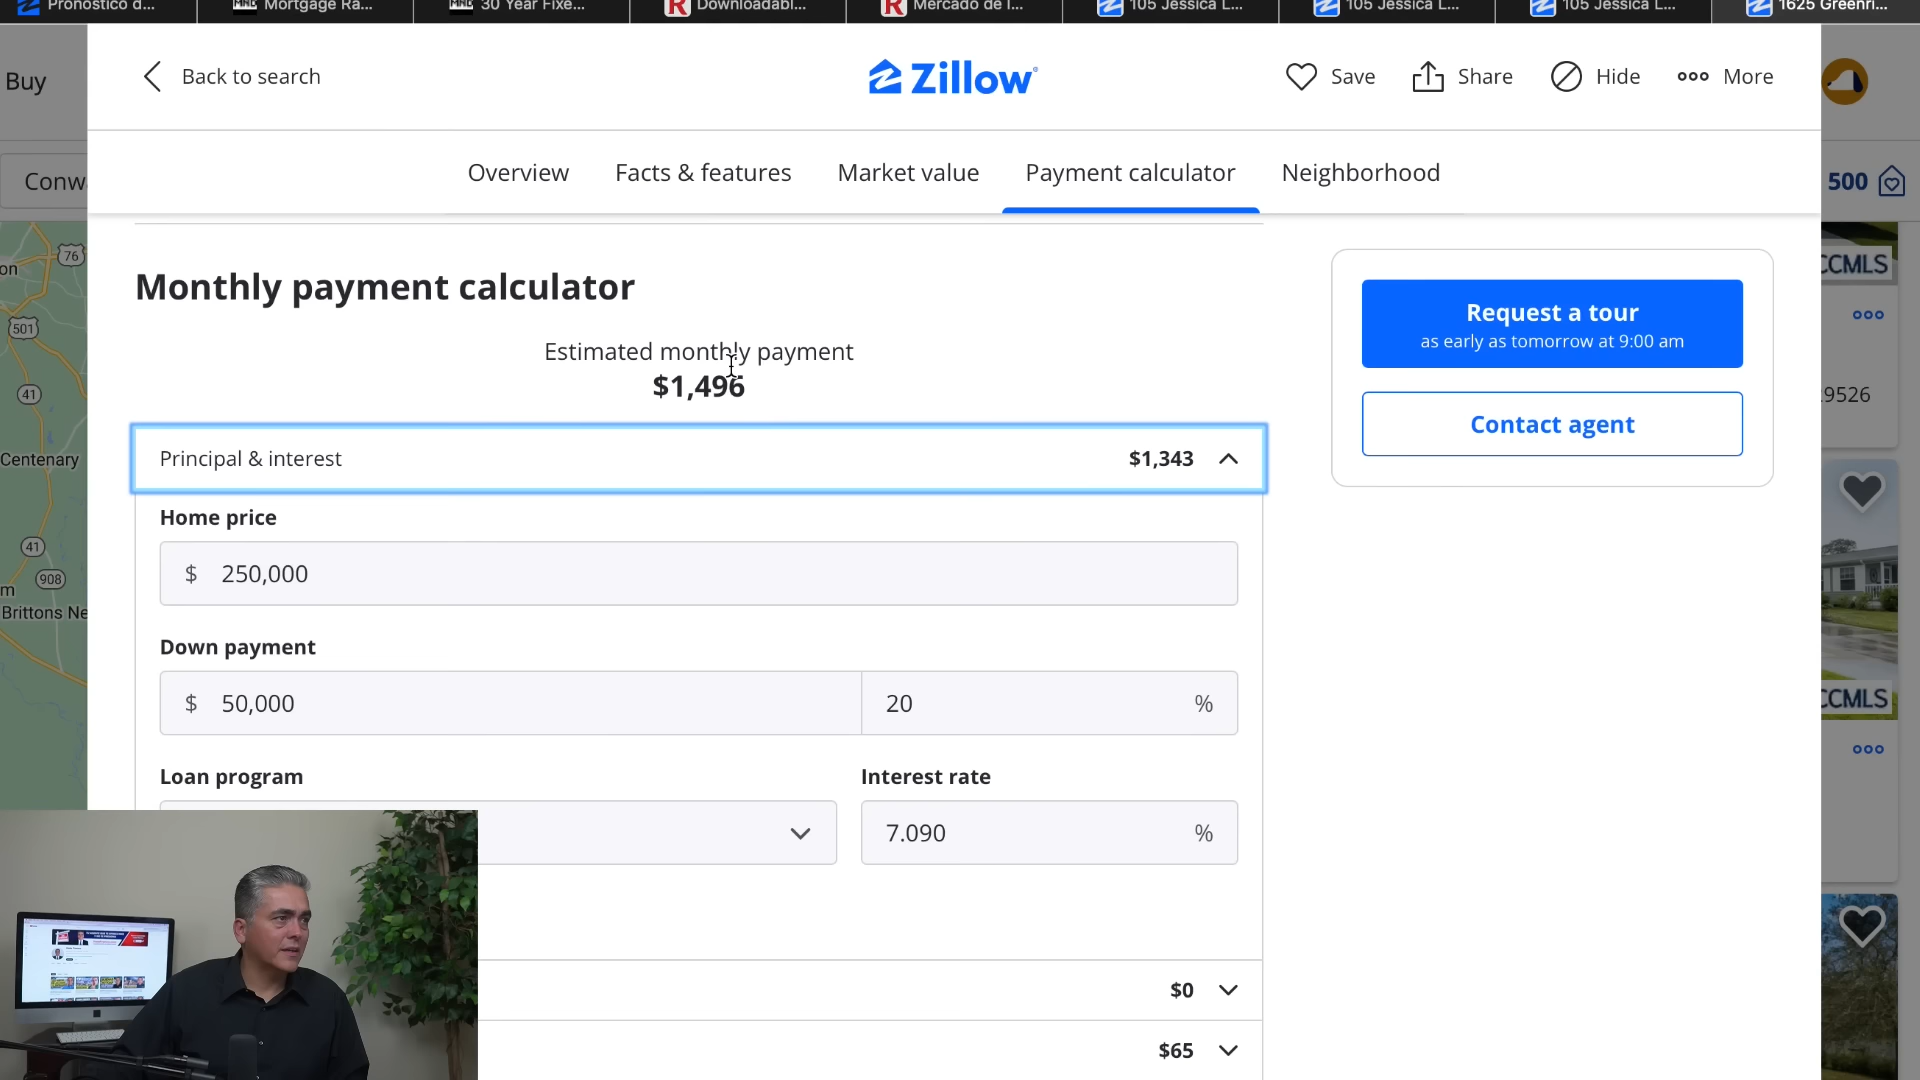 Pronostico d...
Mortgage Ra...
30 Year Fixe...
Downloadabl...
Mercado de l...
105 Jessica L...
105 Jessica L...
105 Jessica L...
1625 Greenri...
Buy
Back to search
Zillow
Save
Share
Hide
More
Conw
500
Overview
Facts & features
Market value
Payment calculator
Neighborhood
76
on
501
41
Centenary
41
908
m
Brittons Ne
Monthly payment calculator
Estimated monthly payment
$1,496
Principal & interest
$1,343
Home price
$ 250,000
Down payment
$ 50,000
20 %
Loan program
Interest rate
7.090 %
$0
$65
Request a tour
as early as tomorrow at 9:00 am
Contact agent
CCMLS
29526
CCMLS